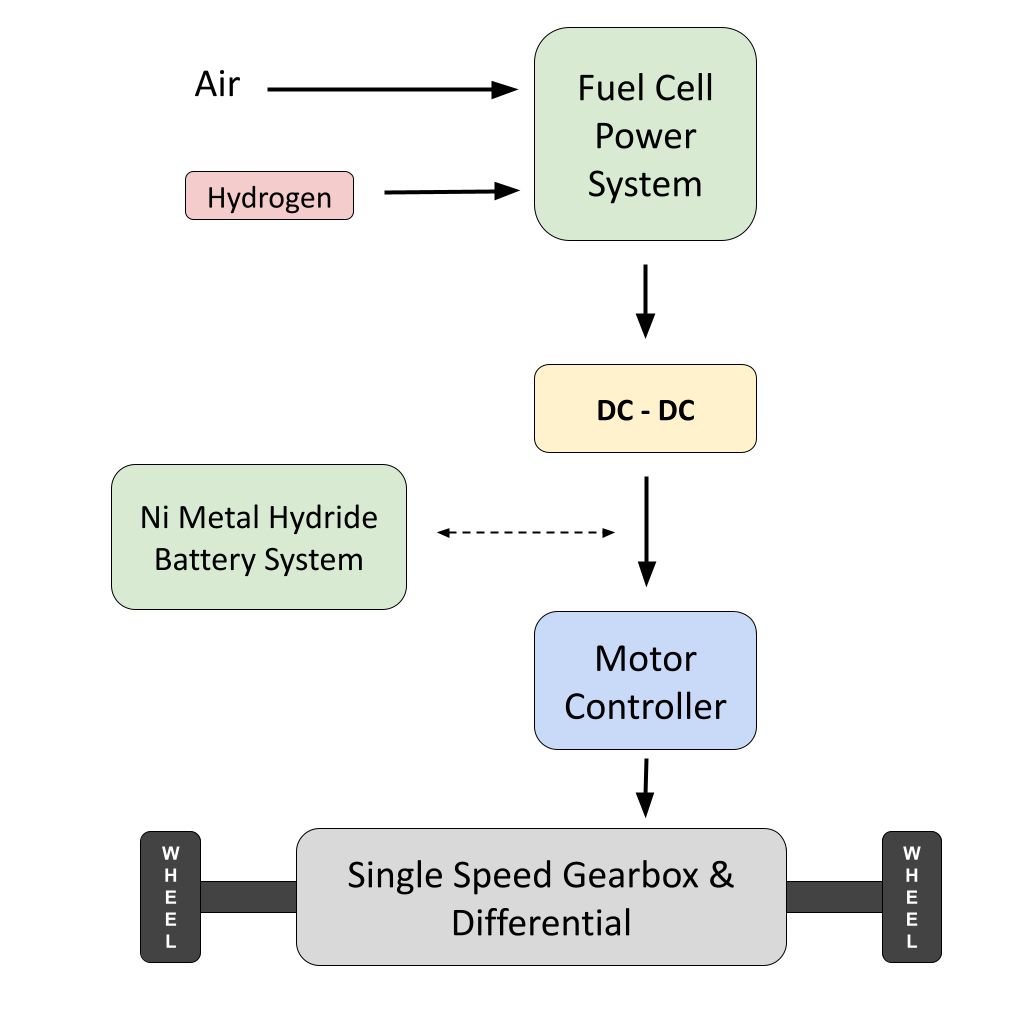 Air
Fuel Cell
Power
System
Hydrogen
DC - DC
Ni Metal Hydride
Battery System
Motor
Controller
Single Speed Gearbox &
Differential
WHEEL
WHEEL